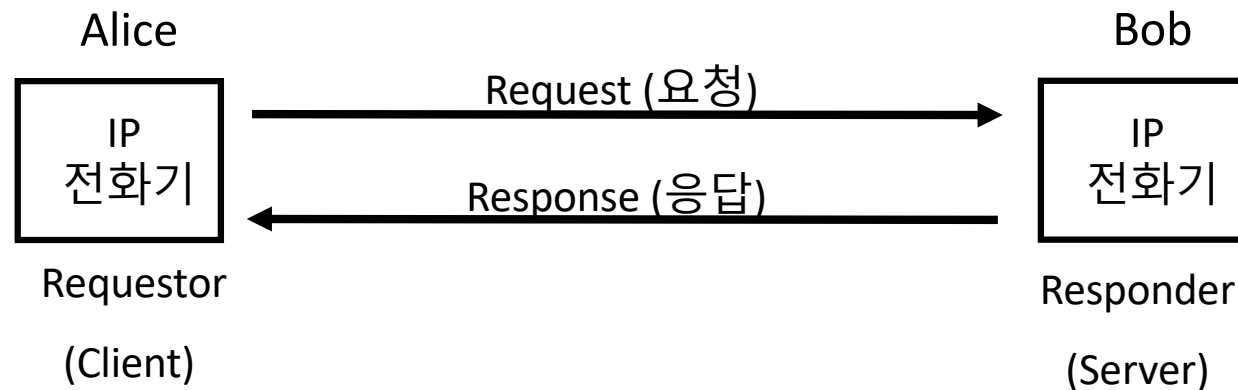 Alice
Bob
Request (요청)
IP
전화기
IP
전화기
Response (응답)
Requestor
Responder
(Client)
(Server)